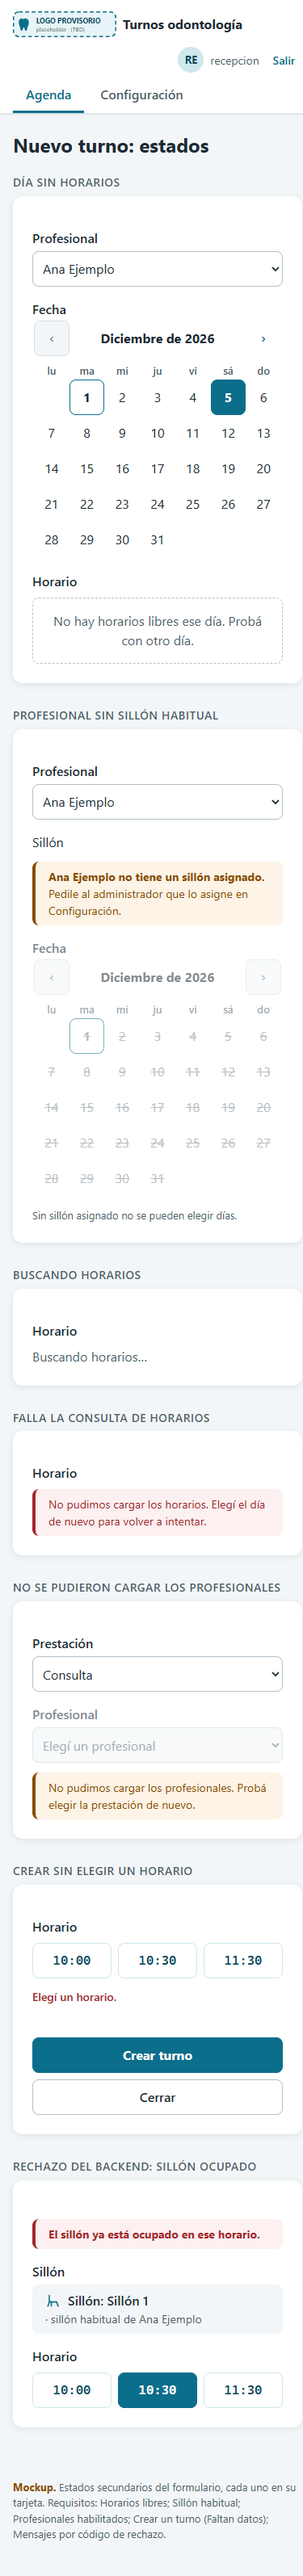 LOGO PROVISORIO
placeholder · (TBD)
Turnos odontología
RE recepcion Salir
Agenda Configuración
Nuevo turno: estados
DÍA SIN HORARIOS
Profesional
Ana Ejemplo
Fecha
‹ Diciembre de 2026 ›
lu ma mi ju vi sá do
1 2 3 4 5 6
7 8 9 10 11 12 13
14 15 16 17 18 19 20
21 22 23 24 25 26 27
28 29 30 31
Horario
No hay horarios libres ese día. Probá
con otro día.
PROFESIONAL SIN SILLÓN HABITUAL
Profesional
Ana Ejemplo
Sillón
Ana Ejemplo no tiene un sillón asignado.
Pedile al administrador que lo asigne en
Configuración.
Fecha
‹ Diciembre de 2026 ›
lu ma mi ju vi sá do
1 2 3 4 5 6
7 8 9 10 11 12 13
14 15 16 17 18 19 20
21 22 23 24 25 26 27
28 29 30 31
Sin sillón asignado no se pueden elegir días.
BUSCANDO HORARIOS
Horario
Buscando horarios...
FALLA LA CONSULTA DE HORARIOS
Horario
No pudimos cargar los horarios. Elegí el día
de nuevo para volver a intentar.
NO SE PUDIERON CARGAR LOS PROFESIONALES
Prestación
Consulta
Profesional
Elegí un profesional
No pudimos cargar los profesionales. Probá
elegir la prestación de nuevo.
CREAR SIN ELEGIR UN HORARIO
Horario
10:00 10:30 11:30
Elegí un horario.
Crear turno
Cerrar
RECHAZO DEL BACKEND: SILLÓN OCUPADO
El sillón ya está ocupado en ese horario.
Sillón
Sillón: Sillón 1
· sillón habitual de Ana Ejemplo
Horario
10:00 10:30 11:30
Mockup. Estados secundarios del formulario, cada uno en su
tarjeta. Requisitos: Horarios libres; Sillón habitual;
Profesionales habilitados; Crear un turno (Faltan datos);
Mensajes por código de rechazo.